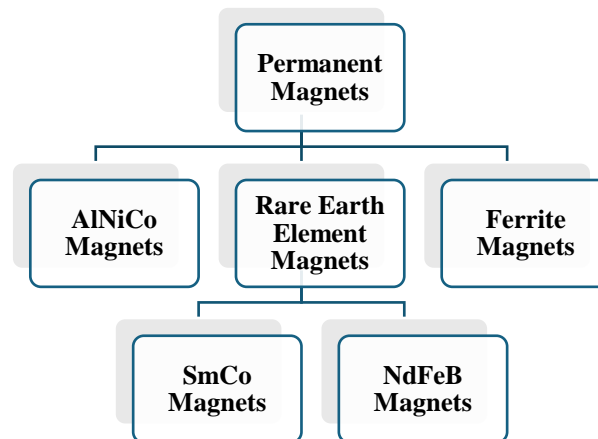 Permanent
Magnets
AlNiCo
Magnets
Rare Earth
Element
Magnets
Ferrite
Magnets
SmCo
Magnets
NdFeB
Magnets